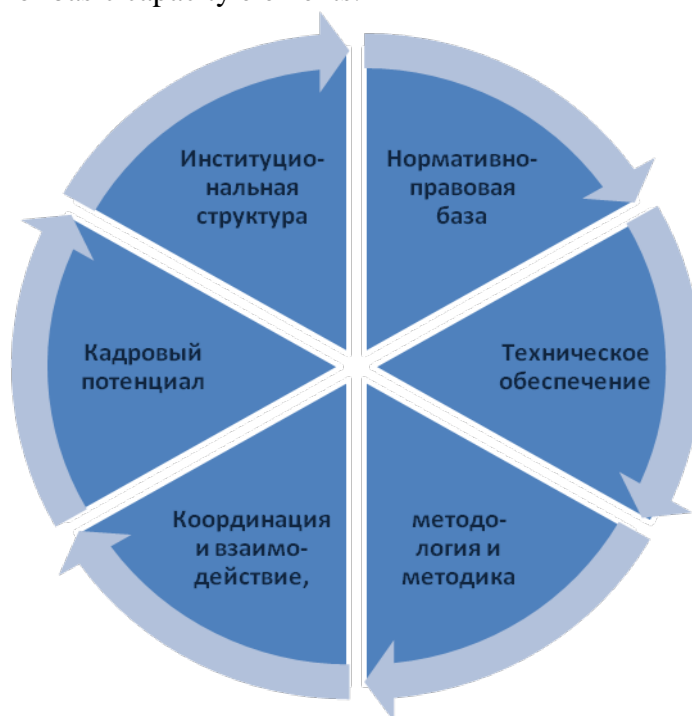 Институцио-
нальная
структура
Нормативно-
правовая
база
Техническое
обеспечение
методо-
логия и
методика
Координация
и взаимо-
действие,
Кадровый
потенциал